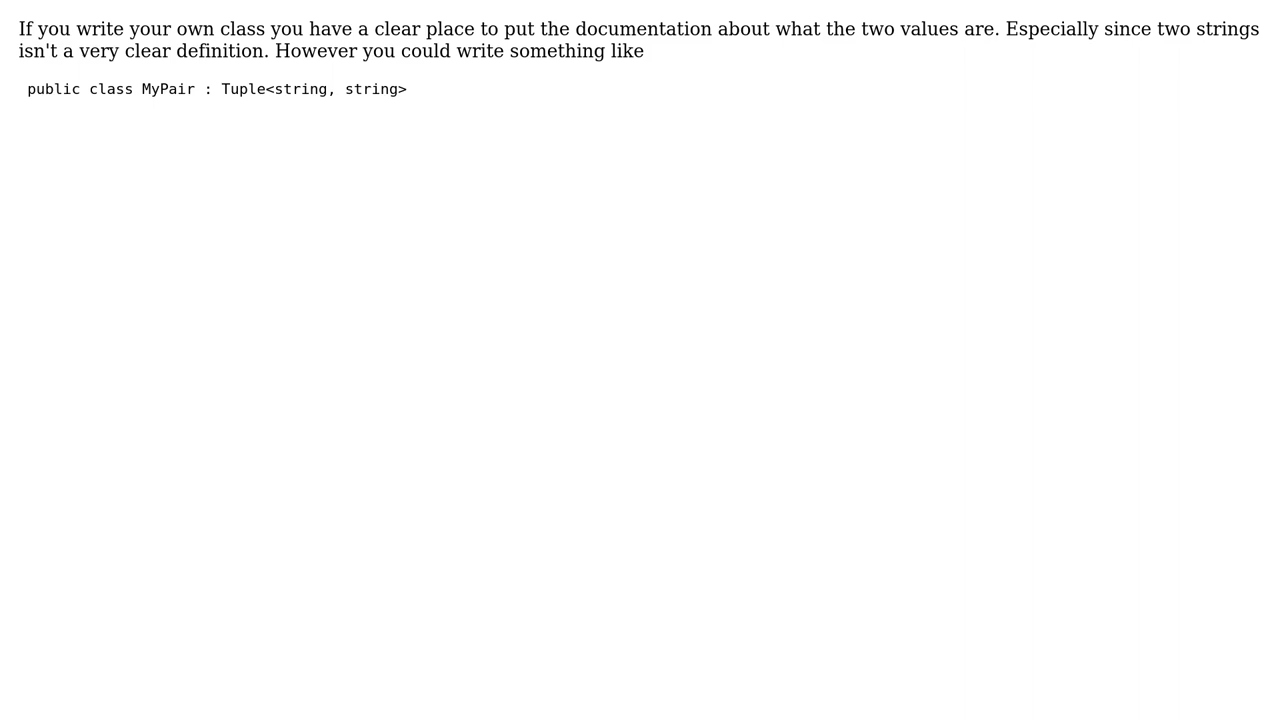 If you write your own class you have a clear place to put the documentation about what the two values are. Especially since two strings
isn't a very clear definition. However you could write something like
public class MyPair : Tuple<string, string>